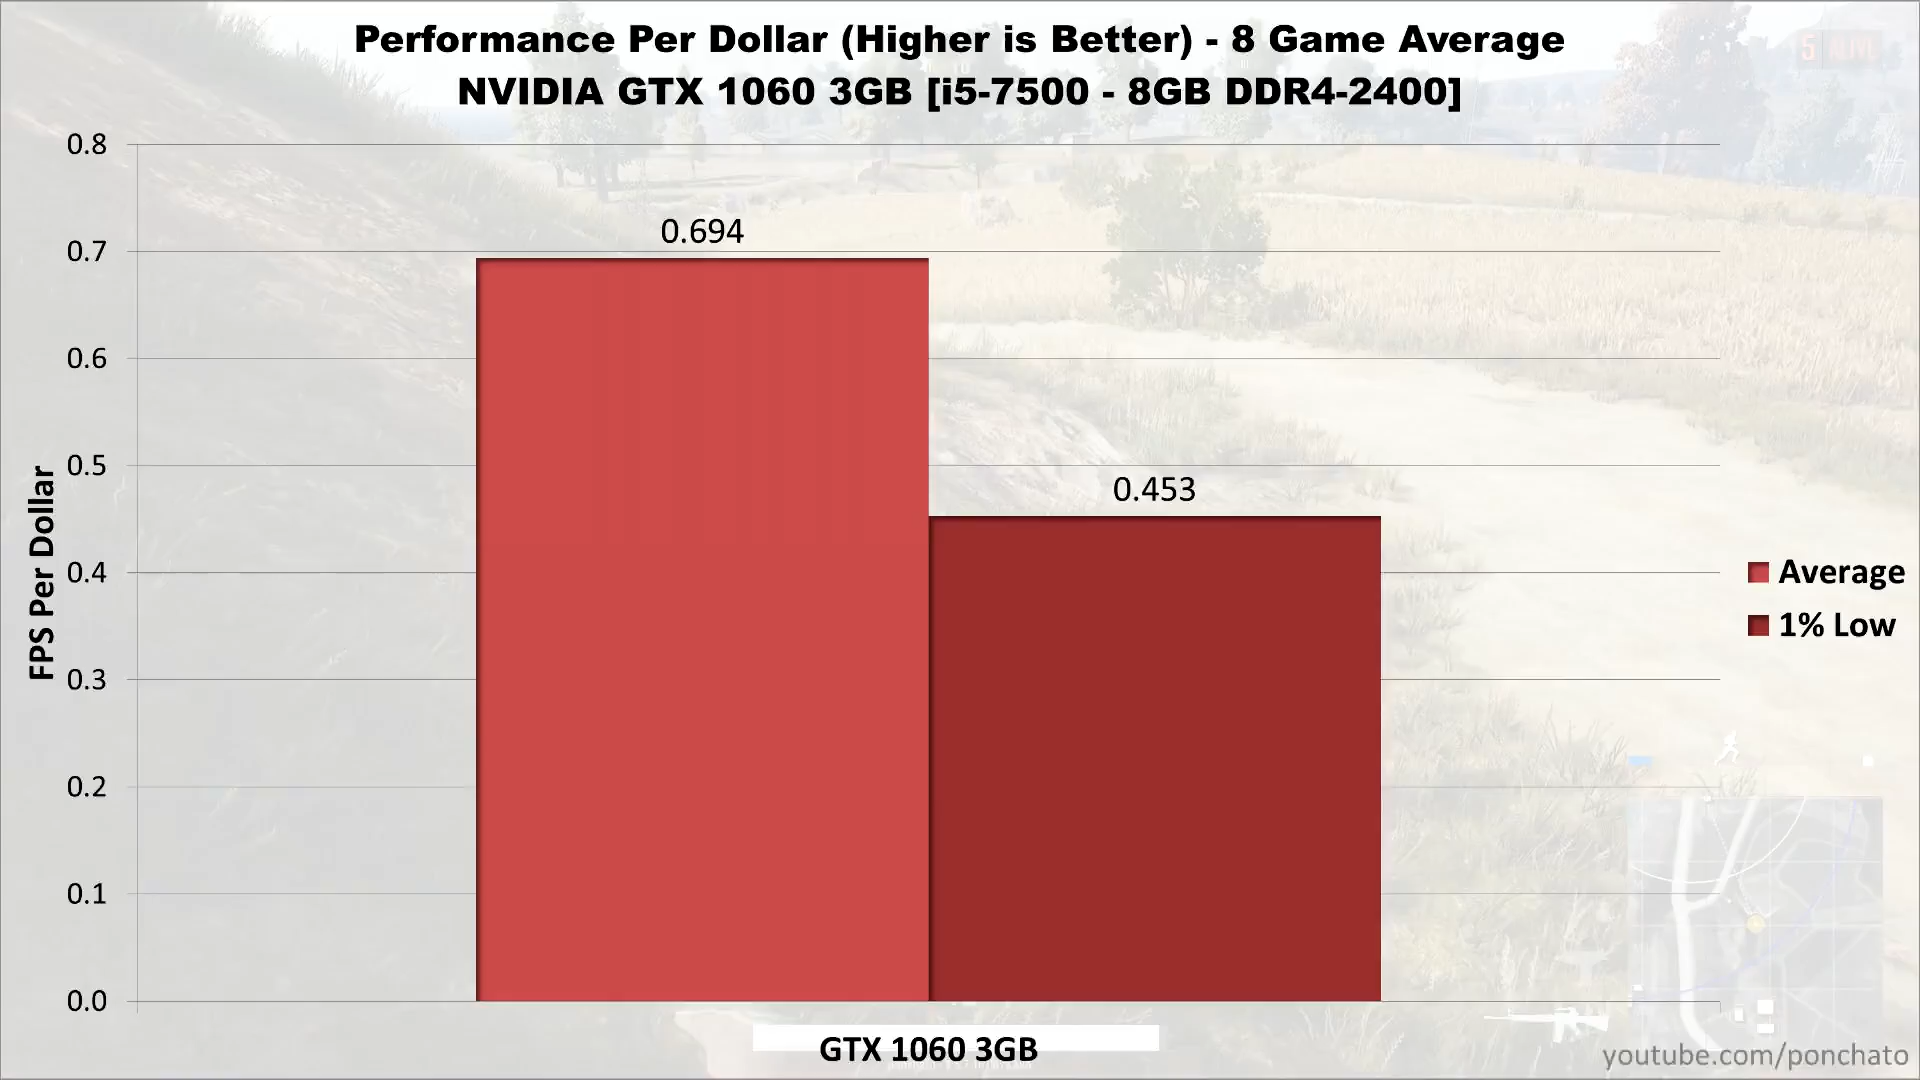 Performance Per Dollar (Higher is Better) - 8 Game Average
NVIDIA GTX 1060 3GB [i5-7500 - 8GB DDR4-2400]
5 ALIVE
0.8
0.7
0.6
0.5
0.4
0.3
0.2
0.1
0.0
FPS Per Dollar
0.694
0.453
Average
1% Low
GTX 1060 3GB
youtube.com/ponchato